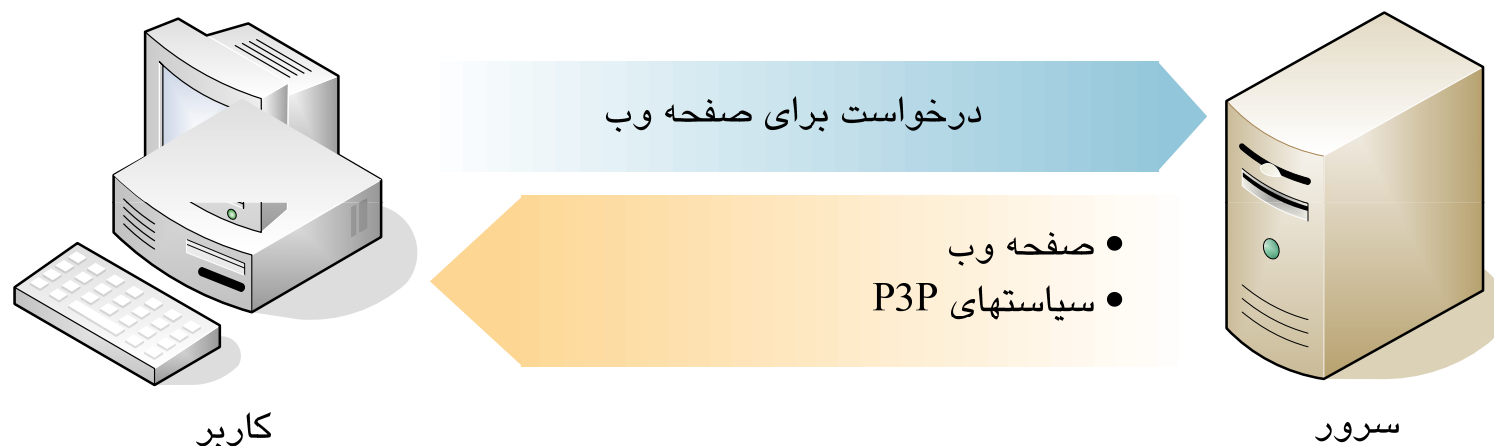 درخواست برای صفحه وب
• صفحه وب
• سیاستهای P3P
کاربر
سرور